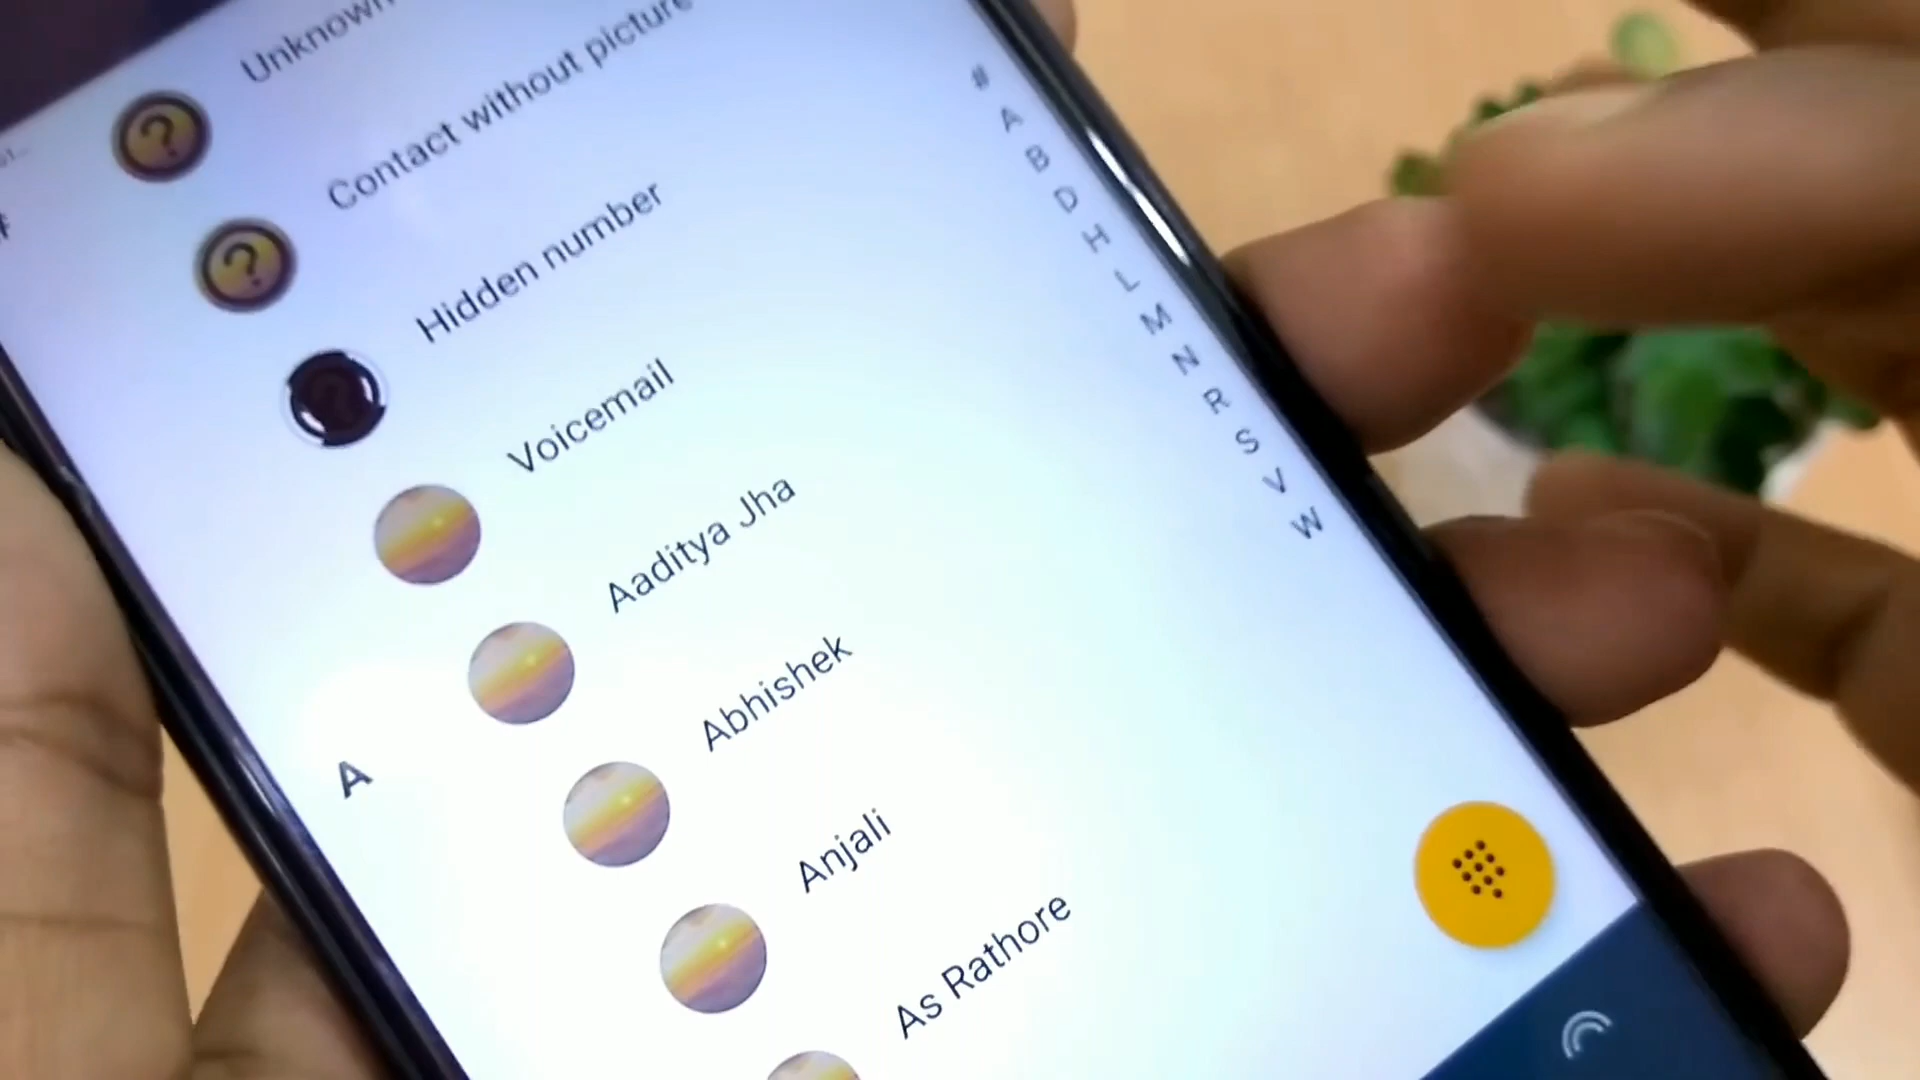 Unknown
Contact without picture
#
Hidden number
Voicemail
Aaditya Jha
A
Abhishek
Anjali
As Rathore
#
A
B
D
H
L
M
N
R
S
V
W